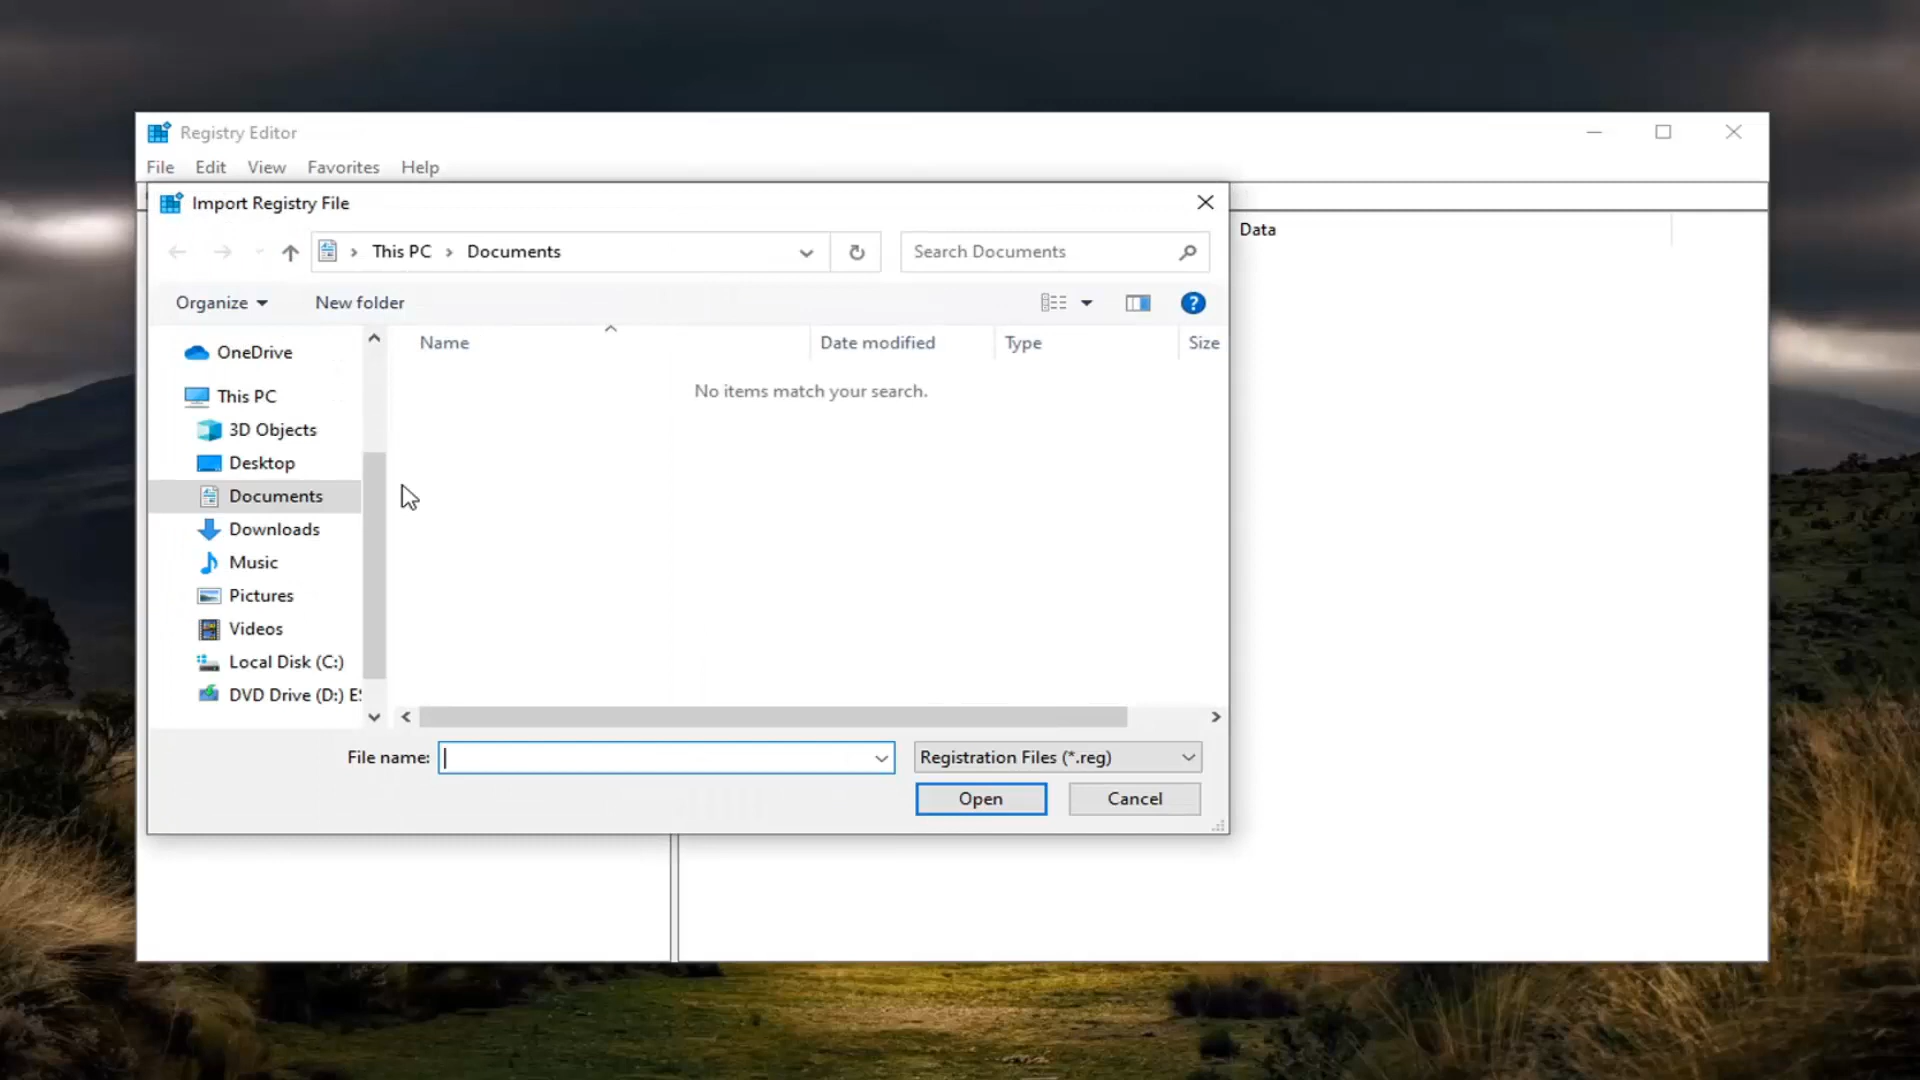 Registry Editor
File Edit View Favorites Help
Import Registry File
This PC > Documents
Search Documents
Data
Organize New folder
?
Name Date modified Type Size
No items match your search.
OneDrive
This PC
3D Objects
Desktop
Documents
Downloads
Music
Pictures
Videos
Local Disk (C:)
DVD Drive (D:) ES
File name:
Registration Files (*.reg)
Open Cancel